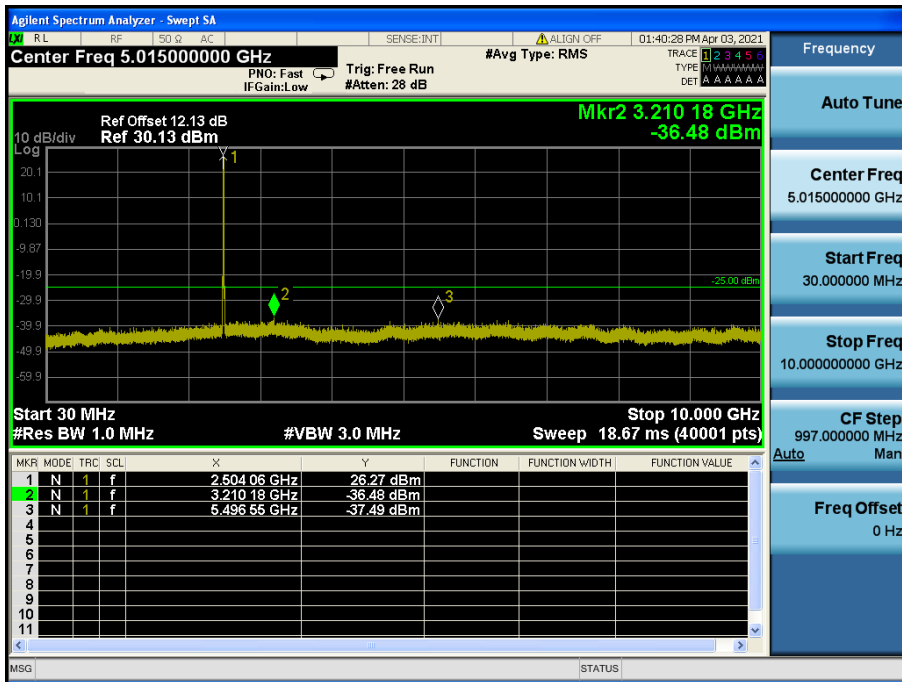 Agilent Spectrum Analyzer - Swept SA
LXI RL RF 50 Ω AC SENSE:INT ALIGN OFF 01:40:28 PM Apr 03, 2021
Center Freq 5.015000000 GHz
PNO: Fast
IFGain:Low
Trig: Free Run
#Atten: 28 dB
#Avg Type: RMS
TRACE 1 2 3 4 5 6
TYPE M
DET A A A A A A
Mkr2 3.210 18 GHz
-36.48 dBm
Ref Offset 12.13 dB
10 dB/div Ref 30.13 dBm
Log
1
20.1
10.1
0.130
-9.87
-19.9
-25.00 dBm
-29.9
2
3
-39.9
-49.9
-59.9
Start 30 MHz Stop 10.000 GHz
#Res BW 1.0 MHz #VBW 3.0 MHz Sweep 18.67 ms (40001 pts)
MKR MODE TRC SCL X Y FUNCTION FUNCTION WIDTH FUNCTION VALUE
1 N 1 f 2.504 06 GHz 26.27 dBm
2 N 1 f 3.210 18 GHz -36.48 dBm
3 N 1 f 5.496 55 GHz -37.49 dBm
4
5
6
7
8
9
10
11
MSG STATUS
Frequency
Auto Tune
Center Freq
5.015000000 GHz
Start Freq
30.000000 MHz
Stop Freq
10.000000000 GHz
CF Step
997.000000 MHz
Auto Man
Freq Offset
0 Hz